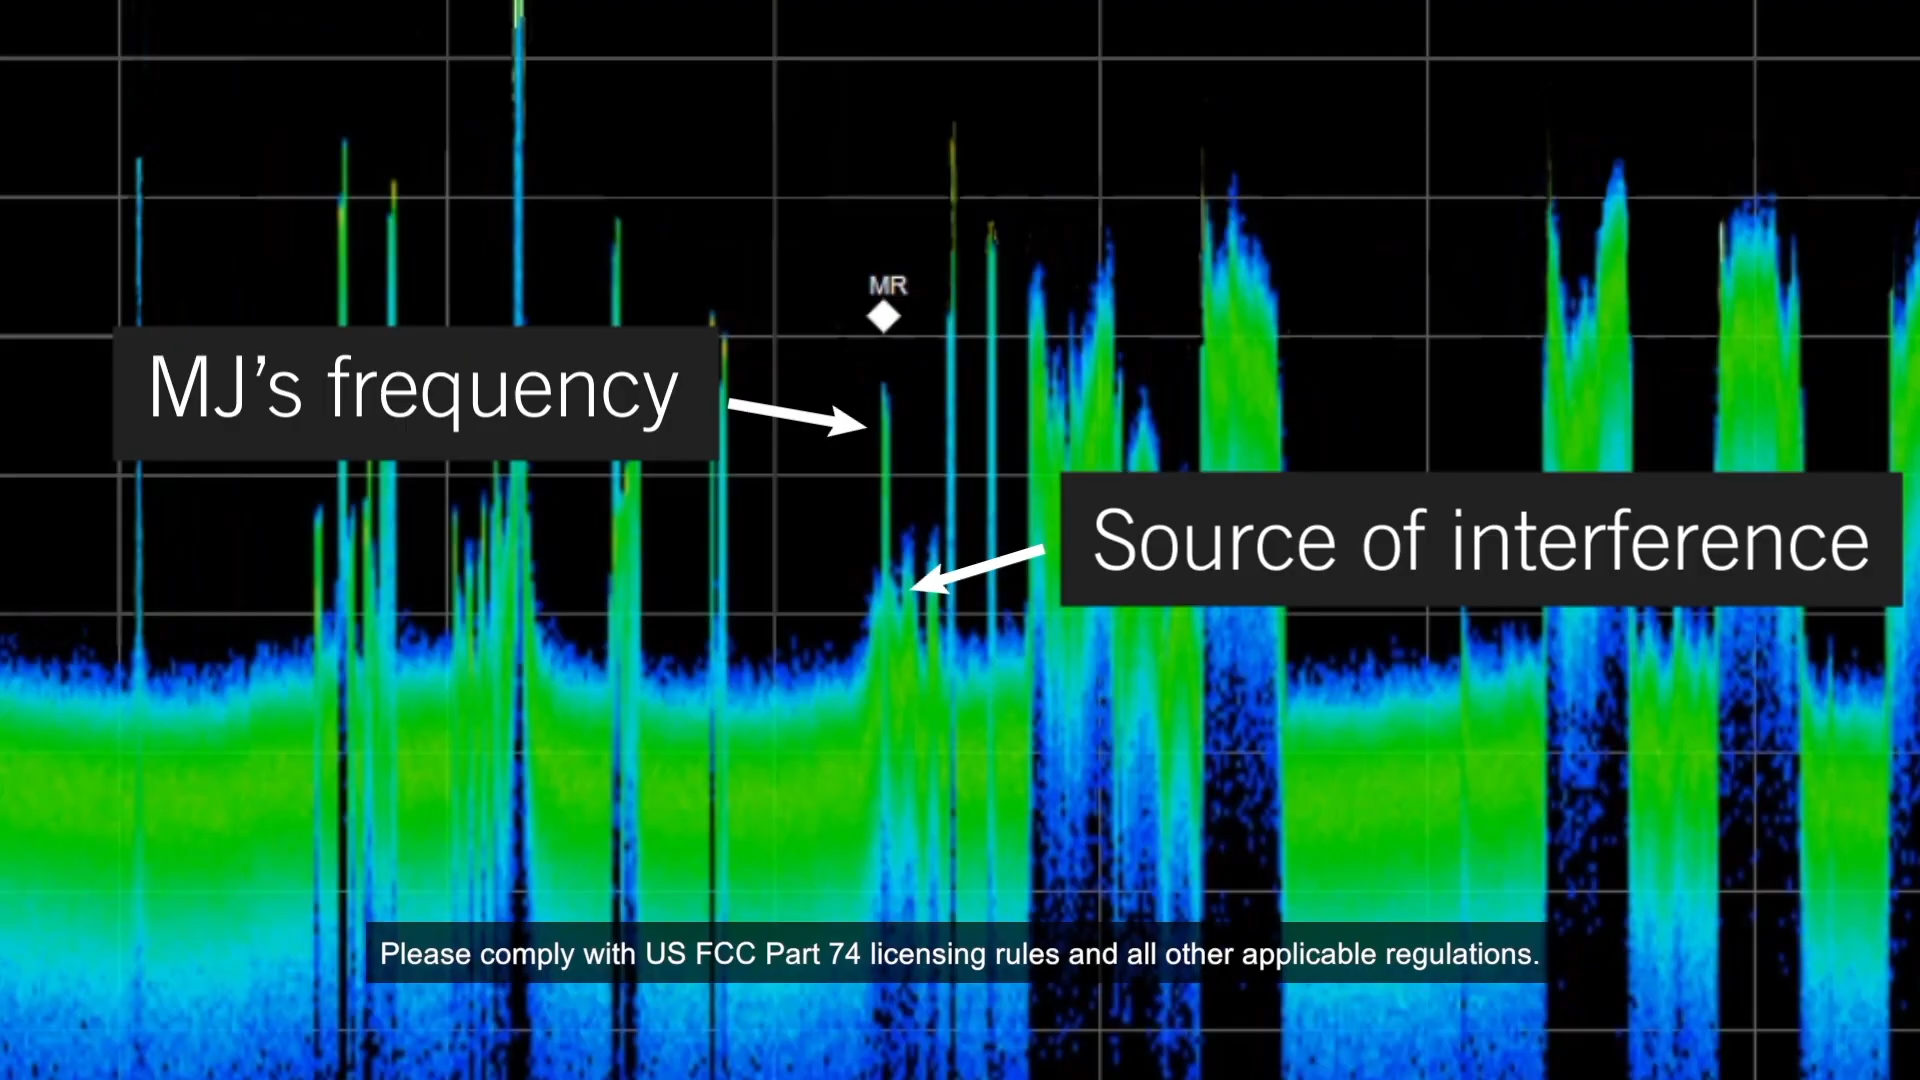 MR
MJ’s frequency
Source of interference
Please comply with US FCC Part 74 licensing rules and all other applicable regulations.